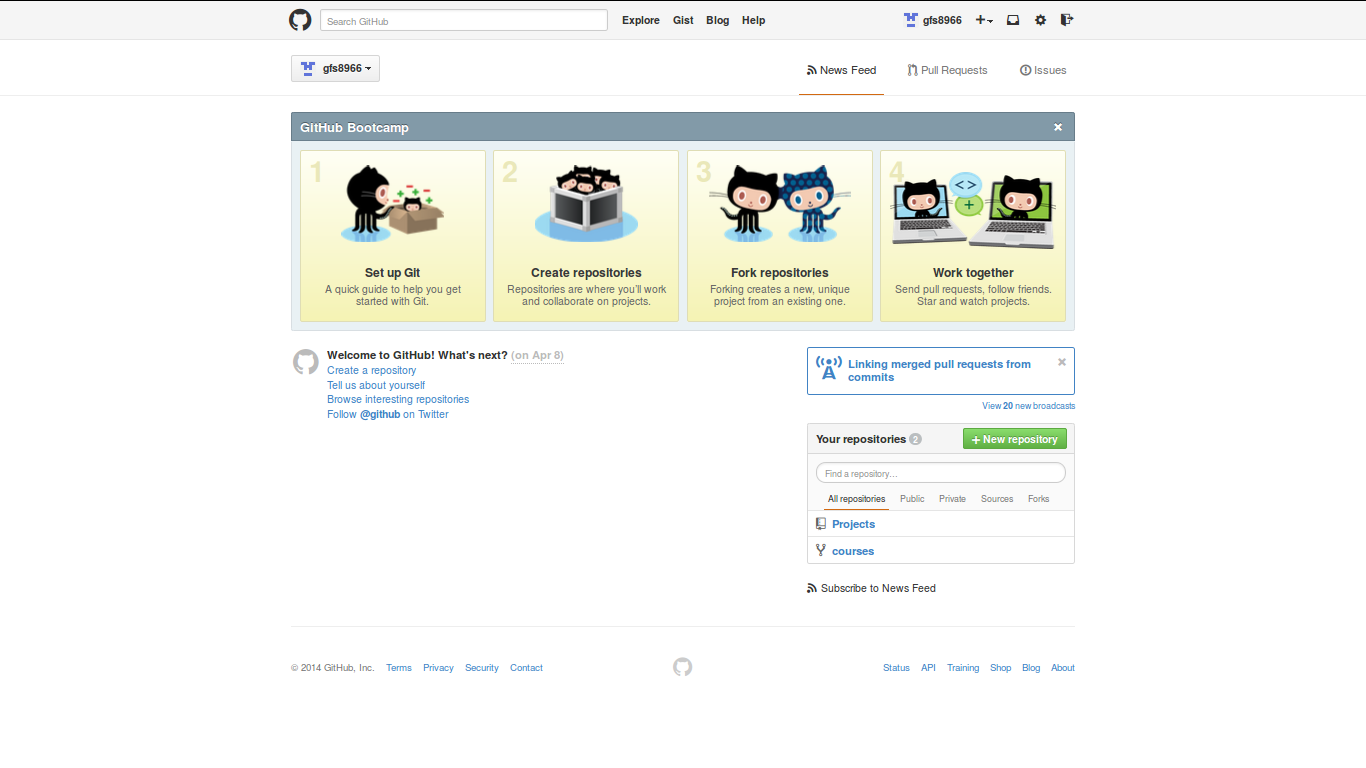 Search GitHub
Explore Gist Blog Help
gfs8966
gfs8966
News Feed Pull Requests Issues
GitHub Bootcamp
1
Set up Git
A quick guide to help you get
started with Git.
2
Create repositories
Repositories are where you'll work
and collaborate on projects.
3
Fork repositories
Forking creates a new, unique
project from an existing one.
4
<>
+
Work together
Send pull requests, follow friends.
Star and watch projects.
Welcome to GitHub! What's next? (on Apr 8)
Create a repository
Tell us about yourself
Browse interesting repositories
Follow @github on Twitter
Linking merged pull requests from
commits
View 20 new broadcasts
Your repositories 2
New repository
Find a repository...
All repositories Public Private Sources Forks
Projects
courses
Subscribe to News Feed
© 2014 GitHub, Inc. Terms Privacy Security Contact
Status API Training Shop Blog About